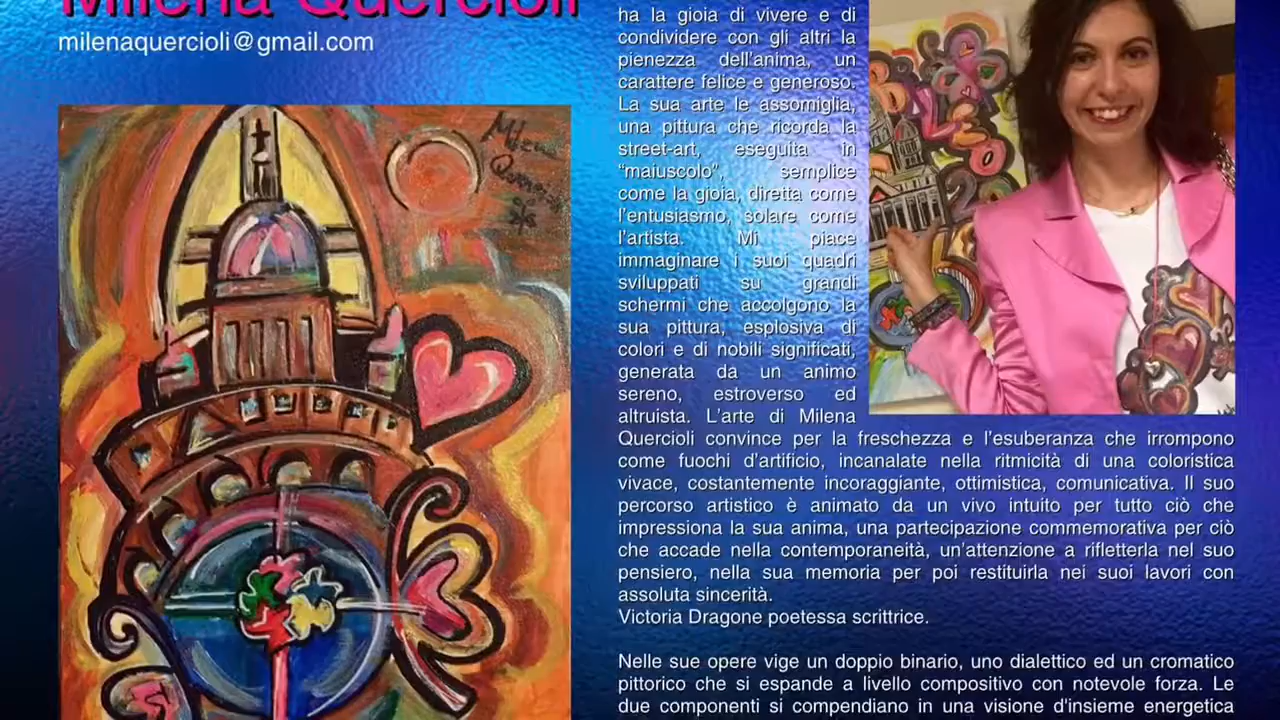 Milena Quercioli
milenaquercioli@gmail.com
ha la gioia di vivere e di
condividere con gli altri la
pienezza dell'anima, un
carattere felice e generoso.
La sua arte le assomiglia,
una pittura che ricorda la
street-art, eseguita in
“maiuscolo”, semplice
come la gioia, diretta come
l’entusiasmo, solare come
l’artista. Mi piace
immaginare i suoi quadri
sviluppati su grandi
schermi che accolgono la
sua pittura, esplosiva di
colori e di nobili significati,
generata da un animo
sereno, estroverso ed
altruista. L’arte di Milena
Quercioli convince per la freschezza e l’esuberanza che irrompono
come fuochi d’artificio, incanalate nella ritmicità di una coloristica
vivace, costantemente incoraggiante, ottimistica, comunicativa. Il suo
percorso artistico è animato da un vivo intuito per tutto ciò che
impressiona la sua anima, una partecipazione commemorativa per ciò
che accade nella contemporaneità, un’attenzione a rifletterla nel suo
pensiero, nella sua memoria per poi restituirla nei suoi lavori con
assoluta sincerità.
Victoria Dragone poetessa scrittrice.
Nelle sue opere vige un doppio binario, uno dialettico ed un cromatico
pittorico che si espande a livello compositivo con notevole forza. Le
due componenti si compendiano in una visione d'insieme energetica